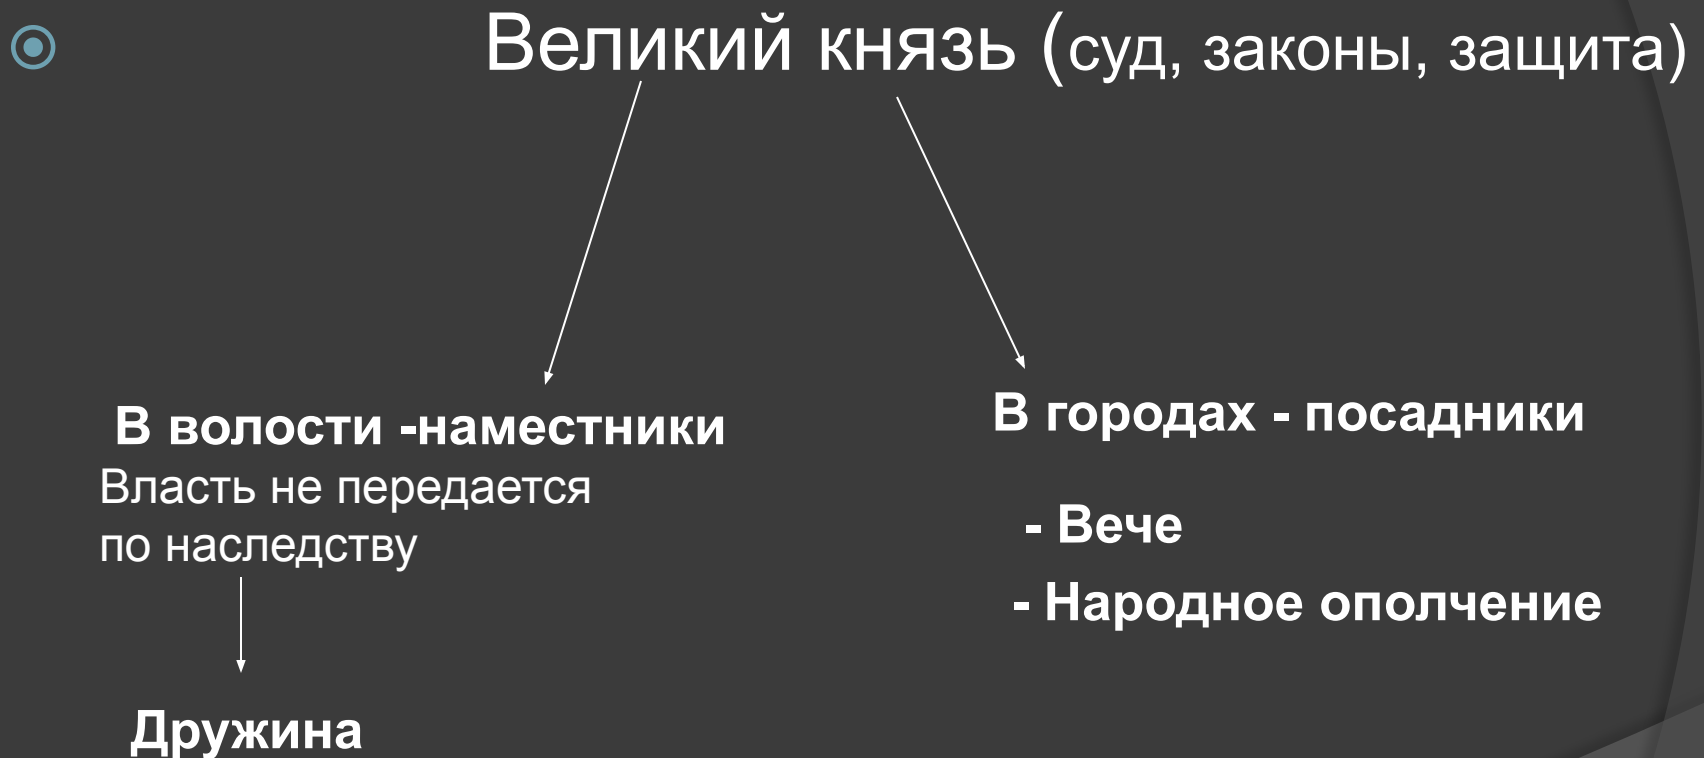 Великий князь (суд, законы, защита)
В волости -наместники
Власть не передается
по наследству
Дружина
В городах - посадники
- Вече
- Народное ополчение